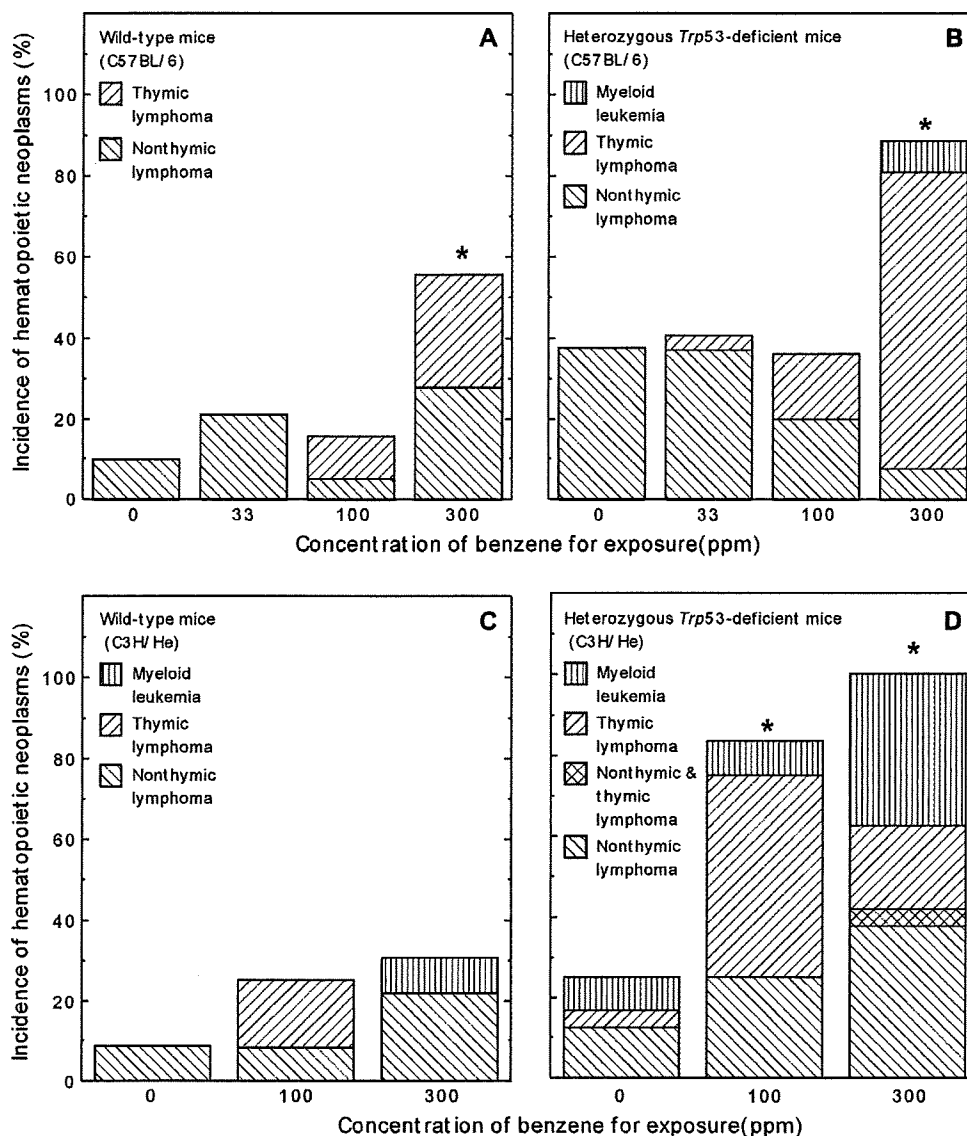 Incidence of hematopoietic neoplasms (%)
Wild-type mice
(C57BL/ 6)
A
Thymic
lymphoma
Nonthymic
lymphoma
*
100
80
60
40
20
0
0
33
100
300
Heterozygous Trp53-deficient mice
(C57BL/ 6)
B
Myeloid
leukemia
Thymic
lymphoma
Nonthymic
lymphoma
*
0
33
100
300
Concentration of benzene for exposure(ppm)
Incidence of hematopoietic neoplasms (%)
Wild-type mice
(C3H/ He)
C
Myeloid
leukemia
Thymic
lymphoma
Nonthymic
lymphoma
100
80
60
40
20
0
0
100
300
Heterozygous Trp53-deficient mice
(C3H/ He)
D
Myeloid
leukemia
Thymic
lymphoma
Nonthymic &
thymic
lymphoma
Nonthymic
lymphoma
*
*
0
100
300
Concentration of benzene for exposure(ppm)